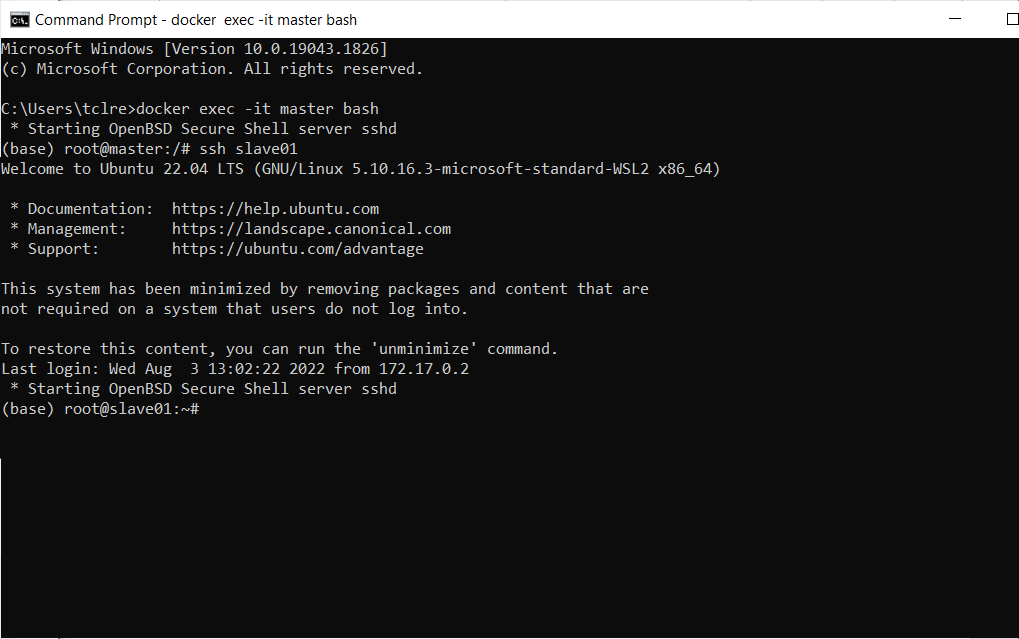 Command Prompt - docker  exec -it master bash
Microsoft Windows [Version 10.0.19043.1826]
(c) Microsoft Corporation. All rights reserved.

C:\Users\tclre>docker exec -it master bash
 * Starting OpenBSD Secure Shell server sshd
(base) root@master:/# ssh slave01
Welcome to Ubuntu 22.04 LTS (GNU/Linux 5.10.16.3-microsoft-standard-WSL2 x86_64)

 * Documentation:  https://help.ubuntu.com
 * Management:     https://landscape.canonical.com
 * Support:        https://ubuntu.com/advantage

This system has been minimized by removing packages and content that are
not required on a system that users do not log into.

To restore this content, you can run the 'unminimize' command.
Last login: Wed Aug  3 13:02:22 2022 from 172.17.0.2
 * Starting OpenBSD Secure Shell server sshd
(base) root@slave01:~#